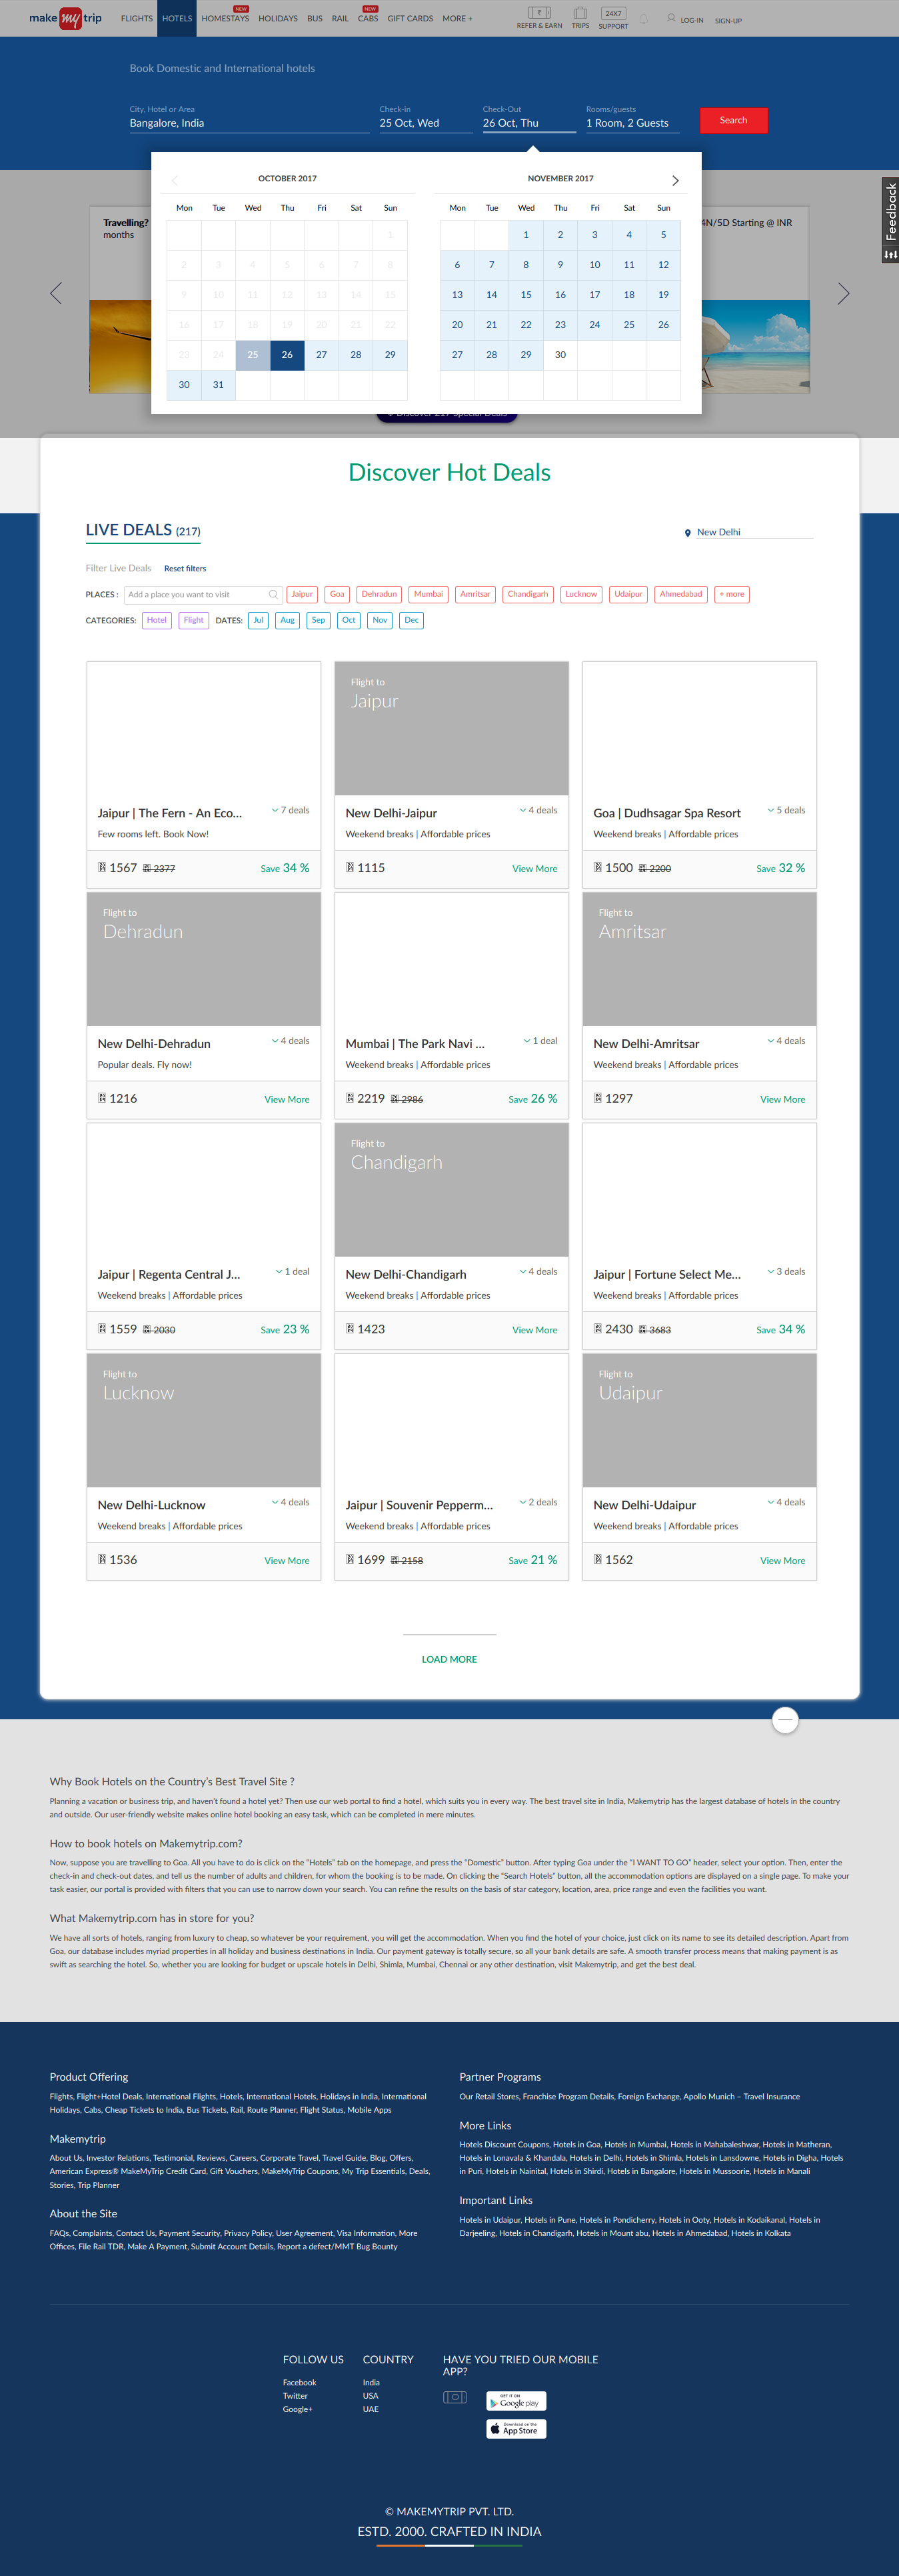 make my trip
FLIGHTS HOTELS HOMESTAYS NEW HOLIDAYS BUS RAIL CABS NEW GIFT CARDS MORE +
REFER & EARN TRIPS 24X7 SUPPORT LOG-IN SIGN-UP
Book Domestic and International hotels
City, Hotel or Area Check-in Check-Out Rooms/guests
Bangalore, India 25 Oct, Wed 26 Oct, Thu 1 Room, 2 Guests Search
Feedback
OCTOBER 2017
Mon Tue Wed Thu Fri Sat Sun
1
2 3 4 5 6 7 8
9 10 11 12 13 14 15
16 17 18 19 20 21 22
23 24 25 26 27 28 29
30 31
NOVEMBER 2017
Mon Tue Wed Thu Fri Sat Sun
1 2 3 4 5
6 7 8 9 10 11 12
13 14 15 16 17 18 19
20 21 22 23 24 25 26
27 28 29 30
Travelling?
months
4N/5D Starting @ INR
Discover 217 Special Deals
Discover Hot Deals
LIVE DEALS (217) New Delhi
Filter Live Deals Reset filters
PLACES : Add a place you want to visit Jaipur Goa Dehradun Mumbai Amritsar Chandigarh Lucknow Udaipur Ahmedabad + more
CATEGORIES: Hotel Flight DATES: Jul Aug Sep Oct Nov Dec
Jaipur | The Fern - An Eco... 7 deals
Few rooms left. Book Now!
1567 2377 Save 34 %
Flight to
Jaipur
New Delhi-Jaipur 4 deals
Weekend breaks | Affordable prices
1115 View More
Goa | Dudhsagar Spa Resort 5 deals
Weekend breaks | Affordable prices
1500 2200 Save 32 %
Flight to
Dehradun
New Delhi-Dehradun 4 deals
Popular deals. Fly now!
1216 View More
Mumbai | The Park Navi ... 1 deal
Weekend breaks | Affordable prices
2219 2986 Save 26 %
Flight to
Amritsar
New Delhi-Amritsar 4 deals
Weekend breaks | Affordable prices
1297 View More
Jaipur | Regenta Central J... 1 deal
Weekend breaks | Affordable prices
1559 2030 Save 23 %
Flight to
Chandigarh
New Delhi-Chandigarh 4 deals
Weekend breaks | Affordable prices
1423 View More
Jaipur | Fortune Select Me... 3 deals
Weekend breaks | Affordable prices
2430 3683 Save 34 %
Flight to
Lucknow
New Delhi-Lucknow 4 deals
Weekend breaks | Affordable prices
1536 View More
Jaipur | Souvenir Pepperm... 2 deals
Weekend breaks | Affordable prices
1699 2158 Save 21 %
Flight to
Udaipur
New Delhi-Udaipur 4 deals
Weekend breaks | Affordable prices
1562 View More
LOAD MORE
Why Book Hotels on the Country's Best Travel Site ?
Planning a vacation or business trip, and haven't found a hotel yet? Then use our web portal to find a hotel, which suits you in every way. The best travel site in India, Makemytrip has the largest database of hotels in the country
and outside. Our user-friendly website makes online hotel booking an easy task, which can be completed in mere minutes.
How to book hotels on Makemytrip.com?
Now, suppose you are travelling to Goa. All you have to do is click on the "Hotels" tab on the homepage, and press the "Domestic" button. After typing Goa under the "I WANT TO GO" header, select your option. Then, enter the
check-in and check-out dates, and tell us the number of adults and children, for whom the booking is to be made. On clicking the "Search Hotels" button, all the accommodation options are displayed on a single page. To make your
task easier, our portal is provided with filters that you can use to narrow down your search. You can refine the results on the basis of star category, location, area, price range and even the facilities you want.
What Makemytrip.com has in store for you?
We have all sorts of hotels, ranging from luxury to cheap, so whatever be your requirement, you will get the accommodation. When you find the hotel of your choice, just click on its name to see its detailed description. Apart from
Goa, our database includes myriad properties in all holiday and business destinations in India. Our payment gateway is totally secure, so all your bank details are safe. A smooth transfer process means that making payment is as
swift as searching the hotel. So, whether you are looking for budget or upscale hotels in Delhi, Shimla, Mumbai, Chennai or any other destination, visit Makemytrip, and get the best deal.
Product Offering
Flights, Flight+Hotel Deals, International Flights, Hotels, International Hotels, Holidays in India, International
Holidays, Cabs, Cheap Tickets to India, Bus Tickets, Rail, Route Planner, Flight Status, Mobile Apps
Makemytrip
About Us, Investor Relations, Testimonial, Reviews, Careers, Corporate Travel, Travel Guide, Blog, Offers,
American Express® MakeMyTrip Credit Card, Gift Vouchers, MakeMyTrip Coupons, My Trip Essentials, Deals,
Stories, Trip Planner
About the Site
FAQs, Complaints, Contact Us, Payment Security, Privacy Policy, User Agreement, Visa Information, More
Offices, File Rail TDR, Make A Payment, Submit Account Details, Report a defect/MMT Bug Bounty
Partner Programs
Our Retail Stores, Franchise Program Details, Foreign Exchange, Apollo Munich – Travel Insurance
More Links
Hotels Discount Coupons, Hotels in Goa, Hotels in Mumbai, Hotels in Mahabaleshwar, Hotels in Matheran,
Hotels in Lonavala & Khandala, Hotels in Delhi, Hotels in Shimla, Hotels in Lansdowne, Hotels in Digha, Hotels
in Puri, Hotels in Nainital, Hotels in Shirdi, Hotels in Bangalore, Hotels in Mussoorie, Hotels in Manali
Important Links
Hotels in Udaipur, Hotels in Pune, Hotels in Pondicherry, Hotels in Ooty, Hotels in Kodaikanal, Hotels in
Darjeeling, Hotels in Chandigarh, Hotels in Mount abu, Hotels in Ahmedabad, Hotels in Kolkata
FOLLOW US
Facebook
Twitter
Google+
COUNTRY
India
USA
UAE
HAVE YOU TRIED OUR MOBILE
APP?
GET IT ON
Google play
Download on the
App Store
© MAKEMYTRIP PVT. LTD.
ESTD. 2000. CRAFTED IN INDIA